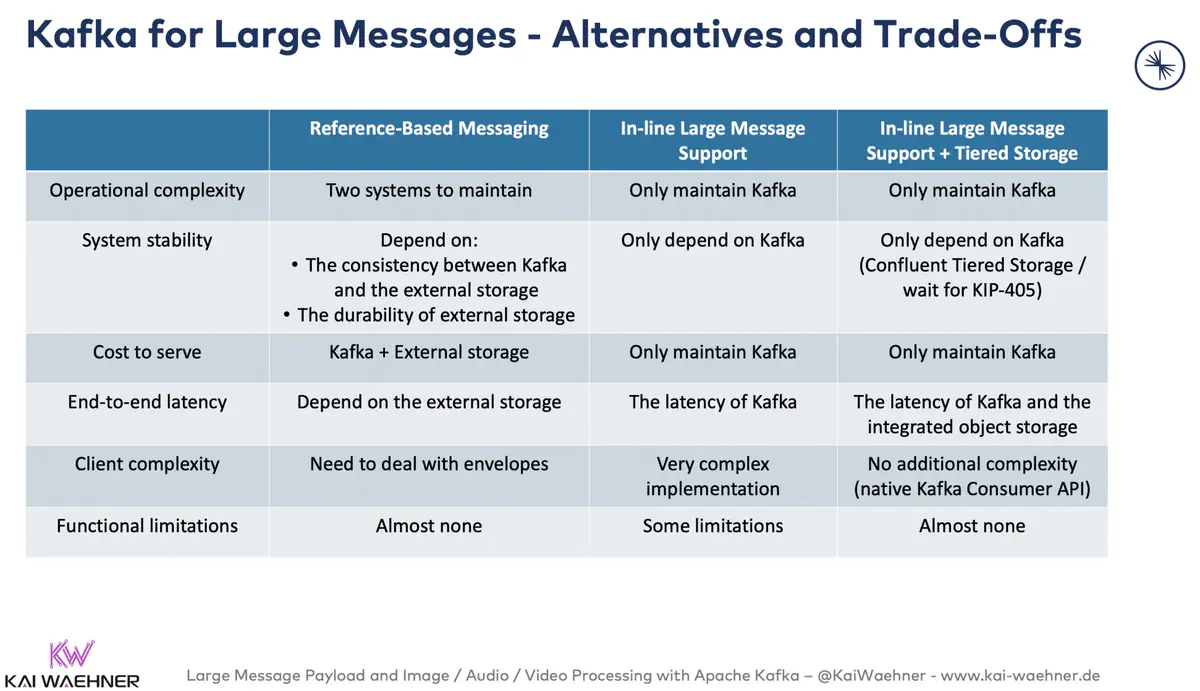 Kafka for Large Messages - Alternatives and Trade-Offs
Reference-Based Messaging
In-line Large Message
Support
In-line Large Message
Support + Tiered Storage
Operational complexity
Two systems to maintain
Only maintain Kafka
Only maintain Kafka
System stability
Depend on:
• The consistency between Kafka
and the external storage
• The durability of external storage
Only depend on Kafka
Only depend on Kafka
(Confluent Tiered Storage /
wait for KIP-405)
Cost to serve
Kafka + External storage
Only maintain Kafka
Only maintain Kafka
End-to-end latency
Depend on the external storage
The latency of Kafka
The latency of Kafka and the
integrated object storage
Client complexity
Need to deal with envelopes
Very complex
implementation
No additional complexity
(native Kafka Consumer API)
Functional limitations
Almost none
Some limitations
Almost none
KW
KAI WAEHNER
Large Message Payload and Image / Audio / Video Processing with Apache Kafka – @KaiWaehner - www.kai-waehner.de